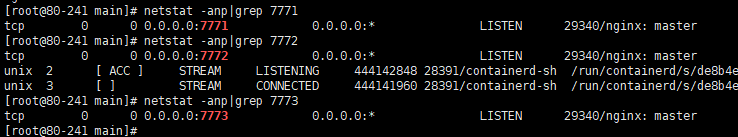 [root@80-241 main]# netstat -anp|grep 7771
tcp 0 0 0.0.0.0:7771 0.0.0.0:* LISTEN 29340/nginx: master
[root@80-241 main]# netstat -anp|grep 7772
tcp 0 0 0.0.0.0:7772 0.0.0.0:* LISTEN 29340/nginx: master
unix 2 [ ACC ] STREAM LISTENING 444142848 28391/containerd-sh /run/containerd/s/de8b4e
unix 3 [ ] STREAM CONNECTED 444141960 28391/containerd-sh /run/containerd/s/de8b4e
[root@80-241 main]# netstat -anp|grep 7773
tcp 0 0 0.0.0.0:7773 0.0.0.0:* LISTEN 29340/nginx: master
[root@80-241 main]#